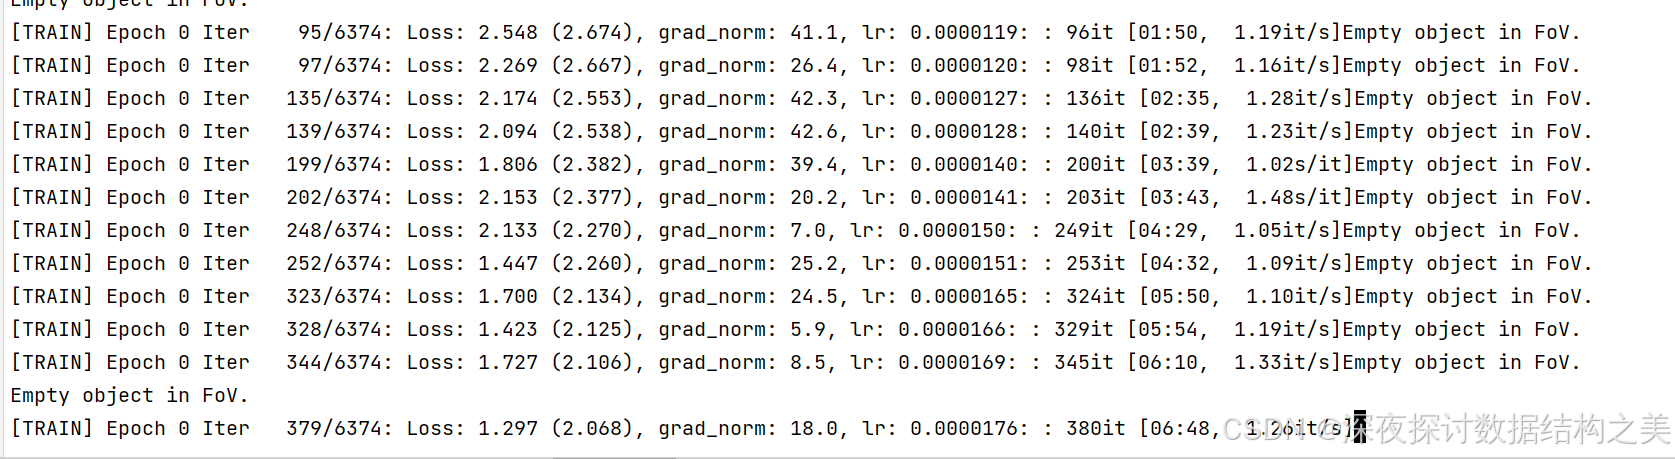 Empty object in FoV.
[TRAIN] Epoch 0 Iter    95/6374: Loss: 2.548 (2.674), grad_norm: 41.1, lr: 0.0000119: : 96it [01:50,  1.19it/s]Empty object in FoV.
[TRAIN] Epoch 0 Iter    97/6374: Loss: 2.269 (2.667), grad_norm: 26.4, lr: 0.0000120: : 98it [01:52,  1.16it/s]Empty object in FoV.
[TRAIN] Epoch 0 Iter   135/6374: Loss: 2.174 (2.553), grad_norm: 42.3, lr: 0.0000127: : 136it [02:35,  1.28it/s]Empty object in FoV.
[TRAIN] Epoch 0 Iter   139/6374: Loss: 2.094 (2.538), grad_norm: 42.6, lr: 0.0000128: : 140it [02:39,  1.23it/s]Empty object in FoV.
[TRAIN] Epoch 0 Iter   199/6374: Loss: 1.806 (2.382), grad_norm: 39.4, lr: 0.0000140: : 200it [03:39,  1.02s/it]Empty object in FoV.
[TRAIN] Epoch 0 Iter   202/6374: Loss: 2.153 (2.377), grad_norm: 20.2, lr: 0.0000141: : 203it [03:43,  1.48s/it]Empty object in FoV.
[TRAIN] Epoch 0 Iter   248/6374: Loss: 2.133 (2.270), grad_norm: 7.0, lr: 0.0000150: : 249it [04:29,  1.05it/s]Empty object in FoV.
[TRAIN] Epoch 0 Iter   252/6374: Loss: 1.447 (2.260), grad_norm: 25.2, lr: 0.0000151: : 253it [04:32,  1.09it/s]Empty object in FoV.
[TRAIN] Epoch 0 Iter   323/6374: Loss: 1.700 (2.134), grad_norm: 24.5, lr: 0.0000165: : 324it [05:50,  1.10it/s]Empty object in FoV.
[TRAIN] Epoch 0 Iter   328/6374: Loss: 1.423 (2.125), grad_norm: 5.9, lr: 0.0000166: : 329it [05:54,  1.19it/s]Empty object in FoV.
[TRAIN] Epoch 0 Iter   344/6374: Loss: 1.727 (2.106), grad_norm: 8.5, lr: 0.0000169: : 345it [06:10,  1.33it/s]Empty object in FoV.
Empty object in FoV.
[TRAIN] Epoch 0 Iter   379/6374: Loss: 1.297 (2.068), grad_norm: 18.0, lr: 0.0000176: : 380it [06:48,  1.26it/s]
CSDN @深夜探讨数据结构之美